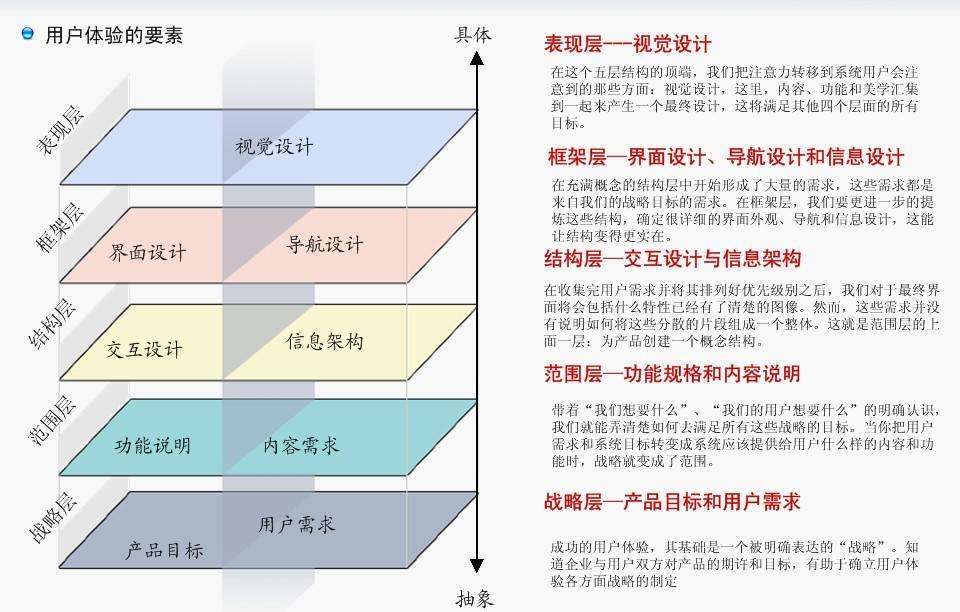 用户体验的要素
具体
表现层
视觉设计
框架层
界面设计
导航设计
结构层
交互设计
信息架构
范围层
功能说明
内容需求
战略层
用户需求
产品目标
抽象
表现层---视觉设计
在这个五层结构的顶端，我们把注意力转移到系统用户会注
意到的那些方面：视觉设计，这里，内容、功能和美学汇集
到一起来产生一个最终设计，这将满足其他四个层面的所有
目标。
框架层—界面设计、导航设计和信息设计
在充满概念的结构层中开始形成了大量的需求，这些需求都是
来自我们的战略目标的需求。在框架层，我们要更进一步的提
炼这些结构，确定很详细的界面外观、导航和信息设计，这能
让结构变得更实在。
结构层—交互设计与信息架构
在收集完用户需求并将其排列好优先级别之后，我们对于最终界
面将会包括什么特性已经有了清楚的图像。然而，这些需求并没
有说明如何将这些分散的片段组成一个整体。这就是范围层的上
面一层：为产品创建一个概念结构。
范围层—功能规格和内容说明
带着“我们想要什么”、“我们的用户想要什么”的明确认识，
我们就能弄清楚如何去满足所有这些战略的目标。当你把用户
需求和系统目标转变成系统应该提供给用户什么样的内容和功
能时，战略就变成了范围。
战略层—产品目标和用户需求
成功的用户体验，其基础是一个被明确表达的“战略”。知
道企业与用户双方对产品的期许和目标，有助于确立用户体
验各方面战略的制定